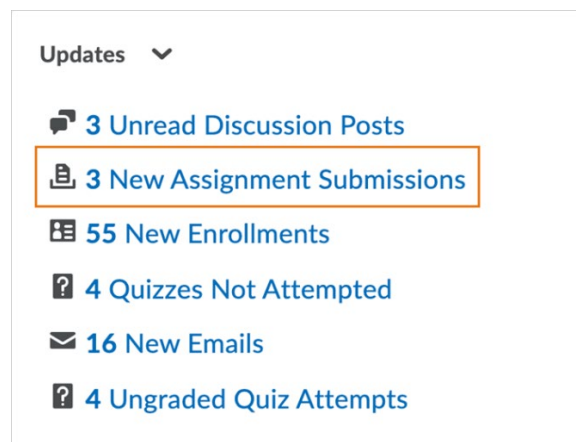 Updates
3 Unread Discussion Posts
3 New Assignment Submissions
55 New Enrollments
4 Quizzes Not Attempted
16 New Emails
4 Ungraded Quiz Attempts